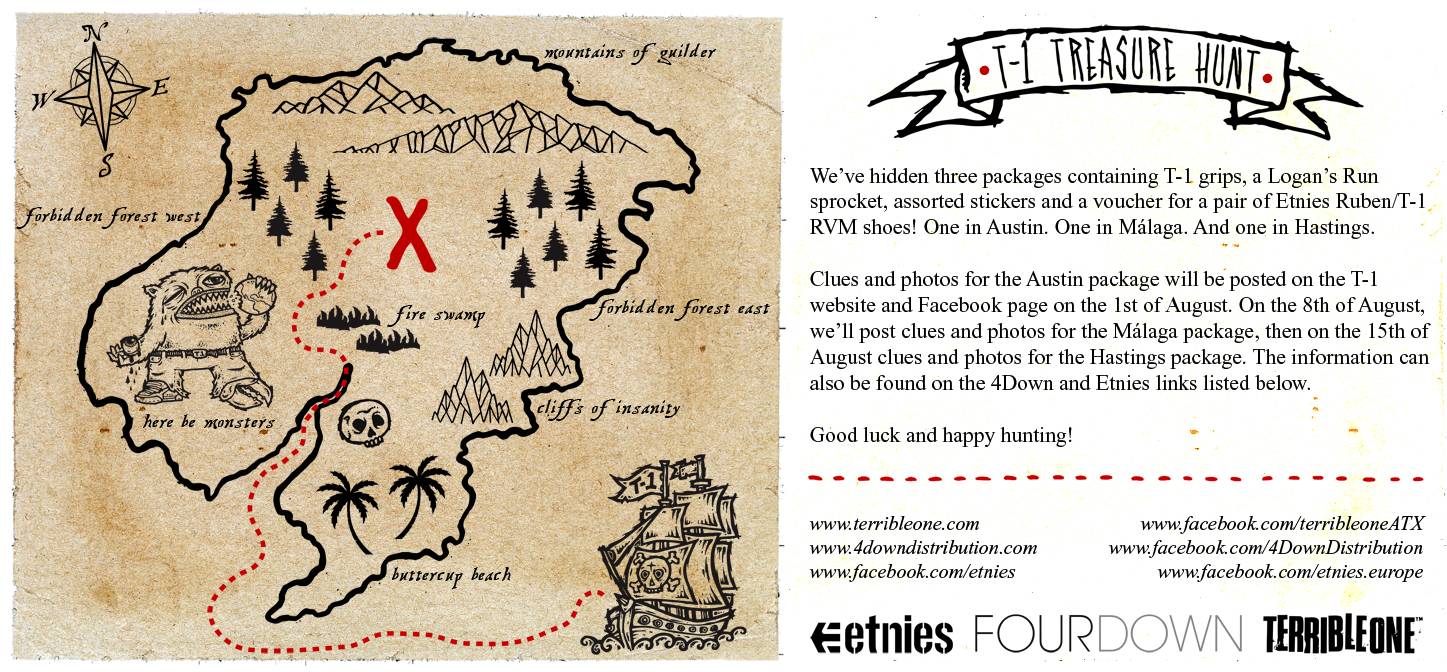 N
W
E
S
mountains of guilder
forbidden forest west
X
fire swamp
forbidden forest east
here be monsters
cliffs of insanity
buttercup beach
T-1
T-1
T-1 TREASURE HUNT
We've hidden three packages containing T-1 grips, a Logan's Run
sprocket, assorted stickers and a voucher for a pair of Etnies Ruben/T-1
RVM shoes! One in Austin. One in Málaga. And one in Hastings.
Clues and photos for the Austin package will be posted on the T-1
website and Facebook page on the 1st of August. On the 8th of August,
we'll post clues and photos for the Málaga package, then on the 15th of
August clues and photos for the Hastings package. The information can
also be found on the 4Down and Etnies links listed below.
Good luck and happy hunting!
www.terribleone.com
www.facebook.com/terribleoneATX
www.4downdistribution.com
www.facebook.com/4DownDistribution
www.facebook.com/etnies
www.facebook.com/etnies.europe
etnies
FOURDOWN
TERRIBLEONE™